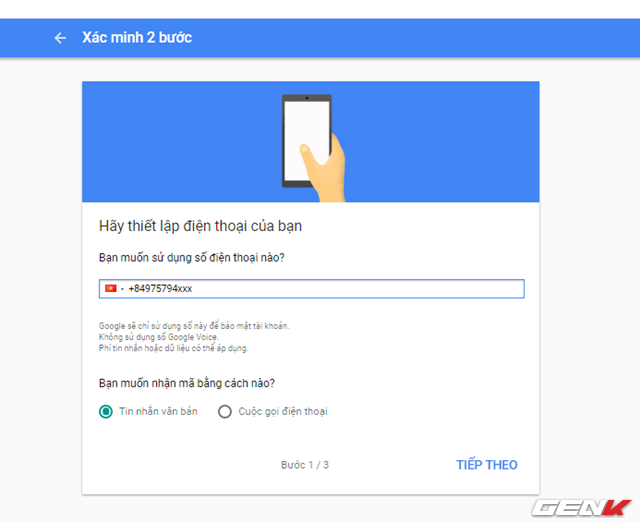 Xác minh 2 bước
Hãy thiết lập điện thoại của bạn
Bạn muốn sử dụng số điện thoại nào?
+84975794xxx
Google sẽ chỉ sử dụng số này để bảo mật tài khoản.
Không sử dụng số Google Voice.
Phí tin nhắn hoặc dữ liệu có thể áp dụng.
Bạn muốn nhận mã bằng cách nào?
Tin nhắn văn bản Cuộc gọi điện thoại
Bước 1 / 3 TIẾP THEO
GENK